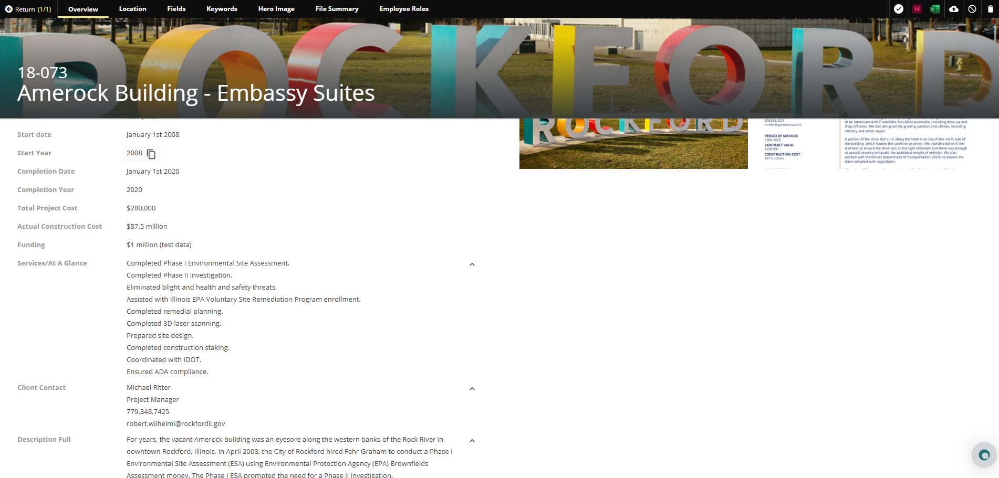 Return (1/1)
Overview
Location
Fields
Keywords
Hero Image
File Summary
Employee Roles
Id
X
ROCKFORD
18-073
Amerock Building - Embassy Suites
Start date
January 1st 2008
Start Year
2008
Completion Date
January 1st 2020
Completion Year
2020
Total Project Cost
$280,000
Actual Construction Cost
$87.5 million
Funding
$1 million (test data)
Services/At A Glance
Completed Phase I Environmental Site Assessment.
Completed Phase II Investigation.
Eliminated blight and health and safety threats.
Assisted with Illinois EPA Voluntary Site Remediation Program enrollment.
Completed remedial planning.
Completed 3D laser scanning.
Prepared site design.
Completed construction staking.
Coordinated with IDOT.
Ensured ADA compliance.
Client Contact
Michael Ritter
Project Manager
779.348.7425
robert.wilhelmi@rockfordil.gov
Description Full
For years, the vacant Amerock building was an eyesore along the western banks of the Rock River in
downtown Rockford, Illinois. In April 2008, the City of Rockford hired Fehr Graham to conduct a Phase I
Environmental Site Assessment (ESA) using Environmental Protection Agency (EPA) Brownfields
Assessment money. The Phase I ESA prompted the need for a Phase II investigation.
ROCKFORD
608.835.3221
mritter@gormanusa.com
PERIOD OF SERVICES
2008-2020
CONTRACT VALUE
$280,000
CONSTRUCTION COST
$87.5 million
to be Americans with Disabilities Act (ADA) accessible, including drive-up and
drop-off lanes. We also designed the grading, pavilion and utilities, including
sanitary and storm sewer.
A portion of the drive that runs along the hotel is on top of the north side of
the building, which houses the conference center. We coordinated with the
architect to ensure the drive was at the right elevation and there was enough
structural security to handle the additional weight of vehicles. We also
worked with the Illinois Department of Transportation (IDOT) to ensure the
drive complied with regulations.